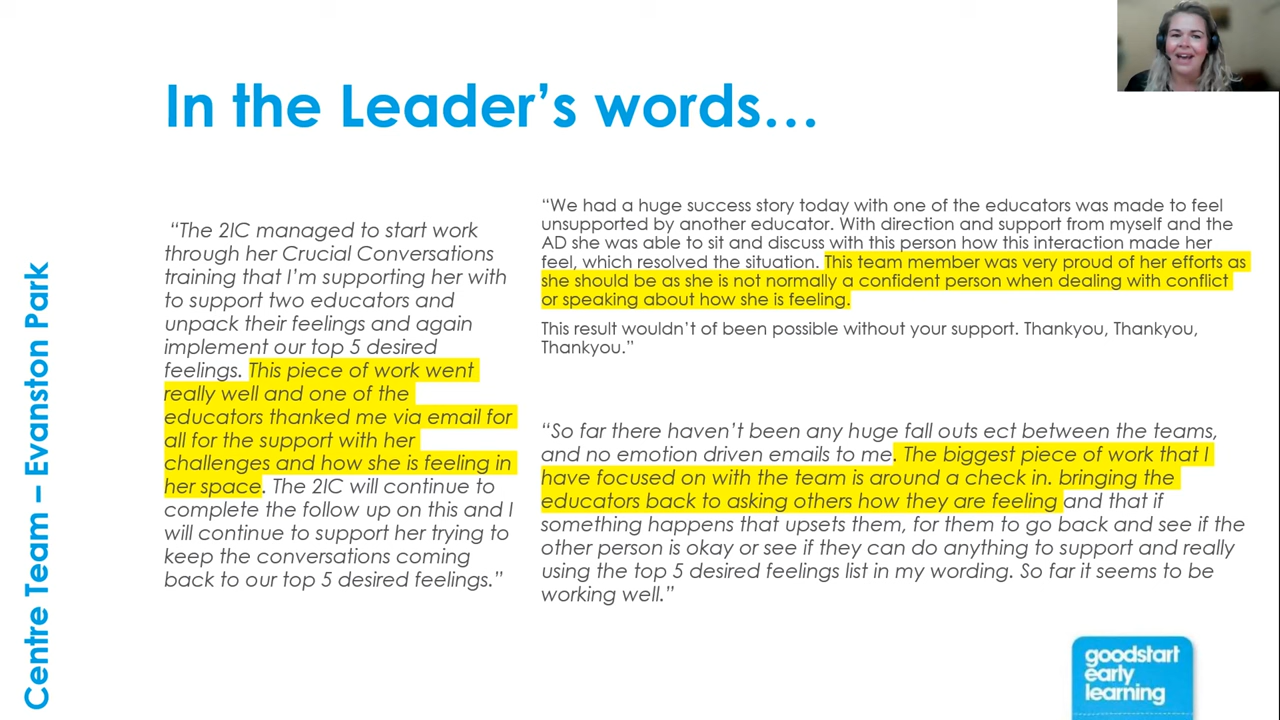 In the Leader’s words…
“The 2IC managed to start work
through her Crucial Conversations
training that I’m supporting her with
to support two educators and
unpack their feelings and again
implement our top 5 desired
feelings. This piece of work went
really well and one of the
educators thanked me via email for
all for the support with her
challenges and how she is feeling in
her space. The 2IC will continue to
complete the follow up on this and I
will continue to support her trying to
keep the conversations coming
back to our top 5 desired feelings.”
“We had a huge success story today with one of the educators was made to feel
unsupported by another educator. With direction and support from myself and the
AD she was able to sit and discuss with this person how this interaction made her
feel, which resolved the situation. This team member was very proud of her efforts as
she should be as she is not normally a confident person when dealing with conflict
or speaking about how she is feeling.
This result wouldn’t of been possible without your support. Thankyou, Thankyou,
Thankyou.”
“So far there haven’t been any huge fall outs ect between the teams,
and no emotion driven emails to me. The biggest piece of work that I
have focused on with the team is around a check in. bringing the
educators back to asking others how they are feeling and that if
something happens that upsets them, for them to go back and see if the
other person is okay or see if they can do anything to support and really
using the top 5 desired feelings list in my wording. So far it seems to be
working well.”
Centre Team – Evanston Park
goodstart
early
learning